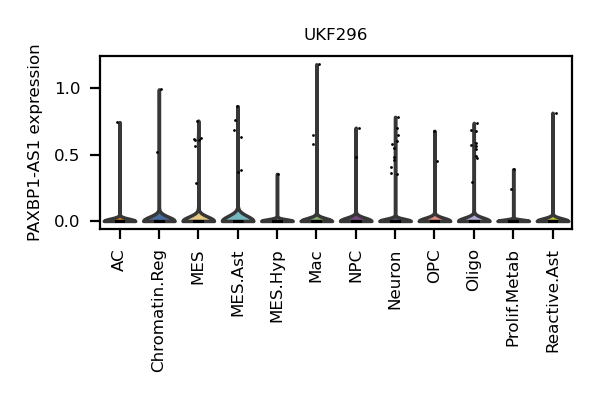 UKF296
PAXBP1-AS1 expression
1.0
0.5
0.0
AC
Chromatin.Reg
MES
MES.Ast
MES.Hyp
Mac
NPC
Neuron
OPC
Oligo
Prolif.Metab
Reactive.Ast